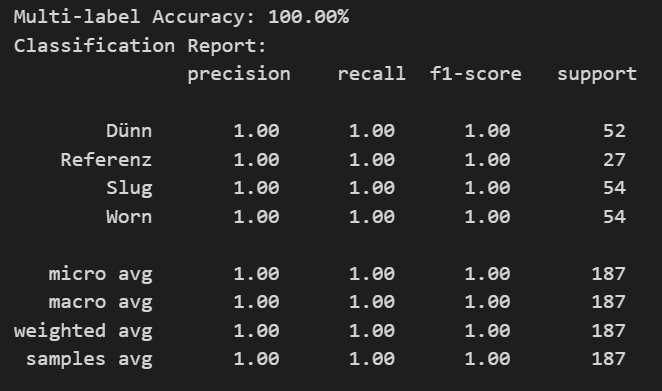 Multi-label Accuracy: 100.00%
Classification Report:
precision recall f1-score support
Dünn 1.00 1.00 1.00 52
Referenz 1.00 1.00 1.00 27
Slug 1.00 1.00 1.00 54
Worn 1.00 1.00 1.00 54
micro avg 1.00 1.00 1.00 187
macro avg 1.00 1.00 1.00 187
weighted avg 1.00 1.00 1.00 187
samples avg 1.00 1.00 1.00 187